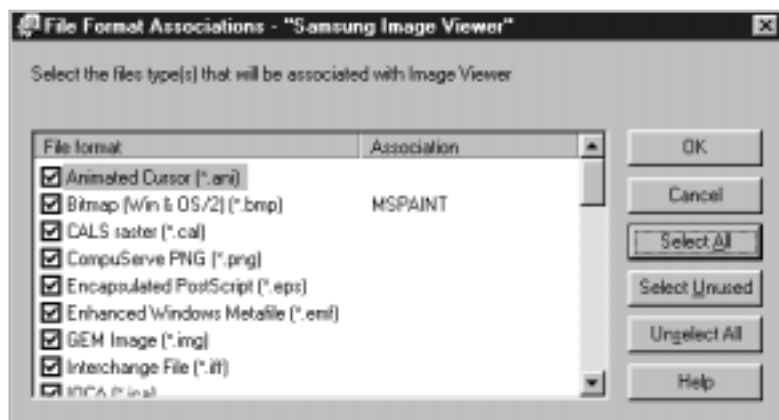 File Format Associations - "Samsung Image Viewer"
Select the files type(s) that will be associated with Image Viewer
File format Association
Animated Cursor (*.ani)
Bitmap (Win & OS/2) (*.bmp) MSPAINT
CALS raster (*.cal)
CompuServe PNG (*.png)
Encapsulated PostScript (*.eps)
Enhanced Windows Metafile (*.emf)
GEM Image (*.img)
Interchange File (*.iff)
OK
Cancel
Select All
Select Unused
Unselect All
Help